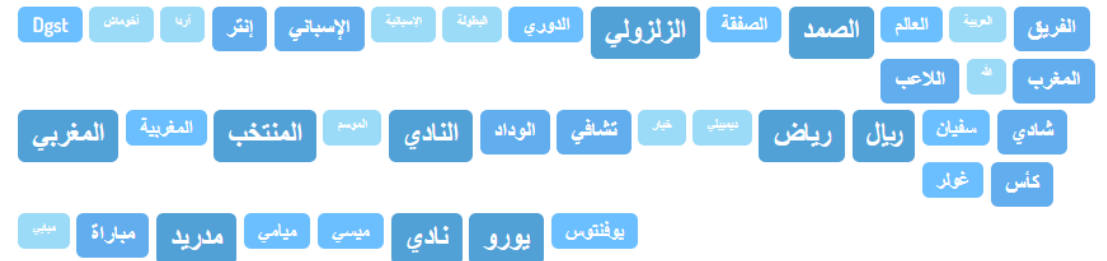 الفريق العربية العالم الصمد الصفقة الزلزولي الدوري البطولة الإسبانية الإسباني إنتر أردا أخوماش Dgst
المغرب الله اللاعب
شادي سفيان ريال رياض ديمبيلي خيار تشافي الوداد النادي الموسم المنتخب المغربية المغربي
كأس غولر
يوفنتوس يورو نادي ميسي ميامي مدريد مباراة مبابي